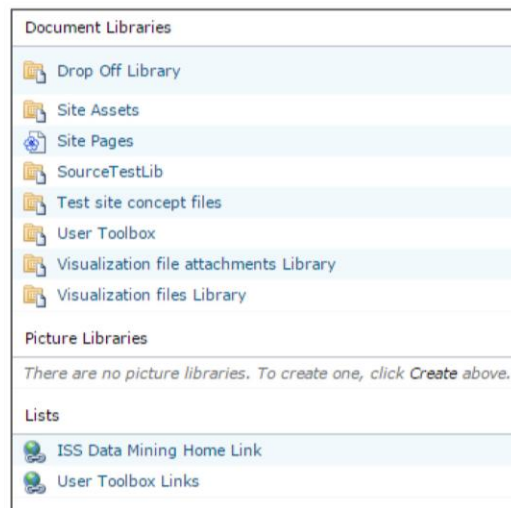 Document Libraries
Drop Off Library
Site Assets
Site Pages
SourceTestLib
Test site concept files
User Toolbox
Visualization file attachments Library
Visualization files Library
Picture Libraries
There are no picture libraries. To create one, click Create above.
Lists
ISS Data Mining Home Link
User Toolbox Links